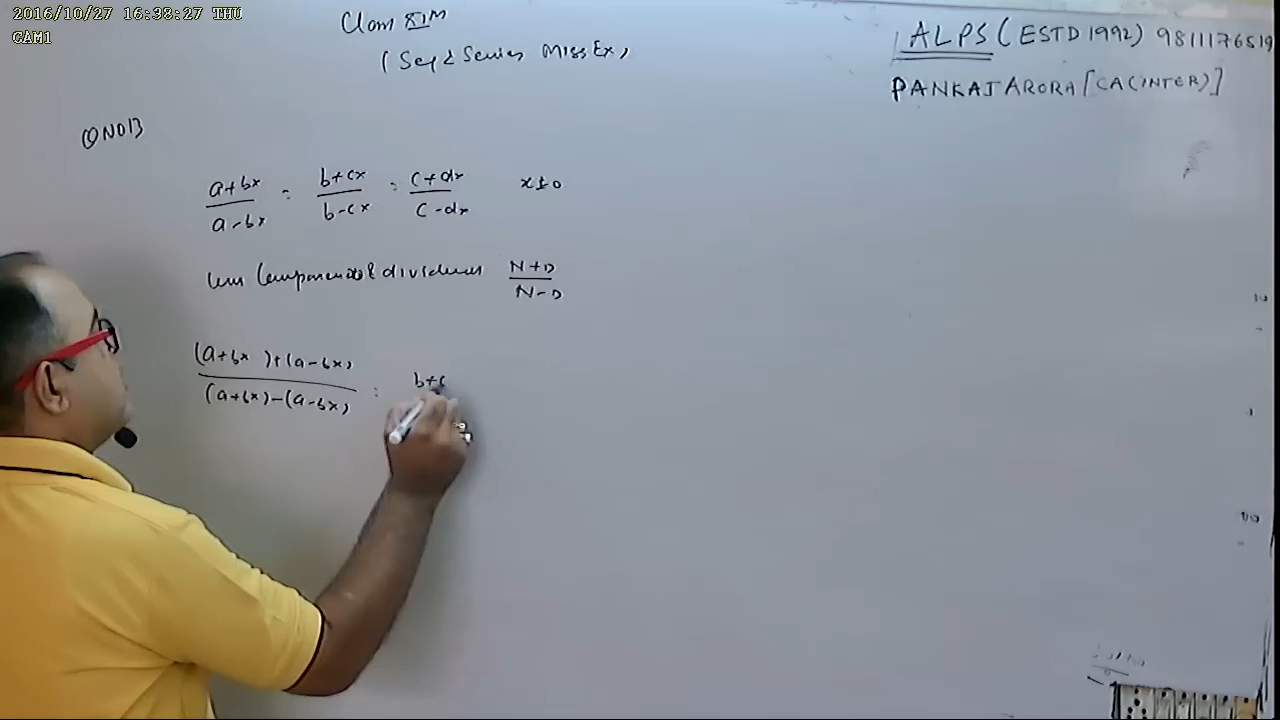 2016/10/27 16:38:27 THU
CAM1
Class XI M
(Seq & Series Miss Ex)
ALPS (ESTD 1992) 9811176519
PANKAJ ARORA [CA(INTER)]
QNO13
a+bx / a-bx = b+cx / b-cx = c+dx / c-dx x≠0
&
N+D / N-D
(a+bx)+(a-bx) / (a+bx)-(a-bx) = b+c